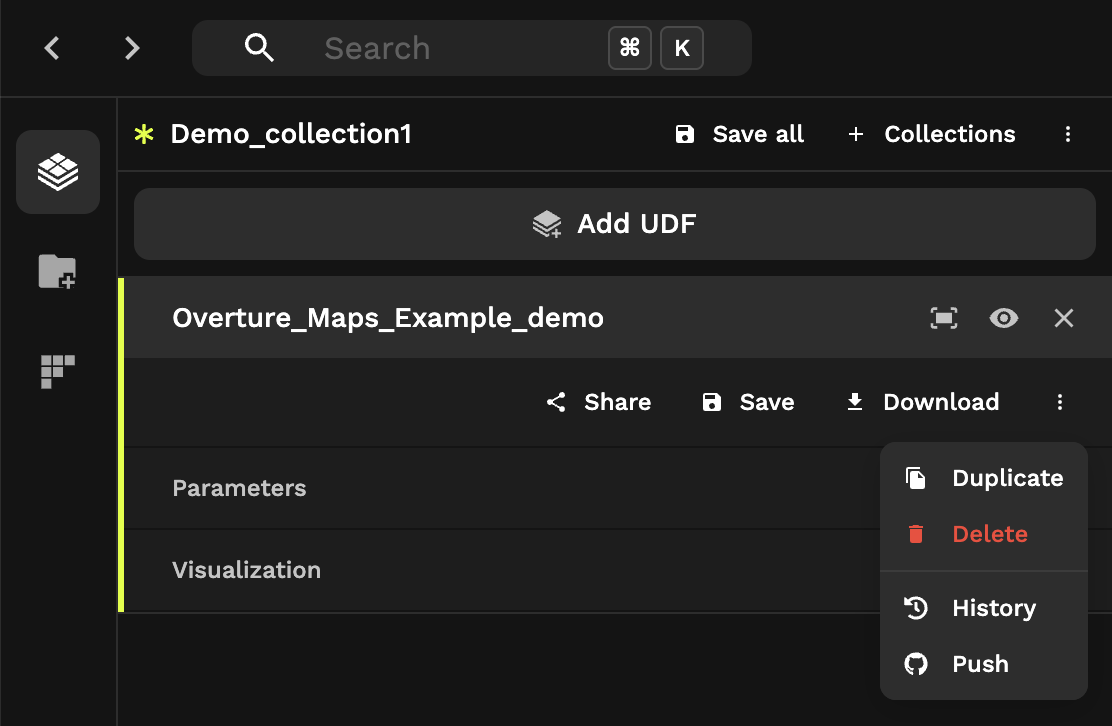 Search ⌘ K
Demo_collection1 Save all + Collections
Add UDF
Overture_Maps_Example_demo
Share Save Download
Parameters
Visualization
Duplicate
Delete
History
Push